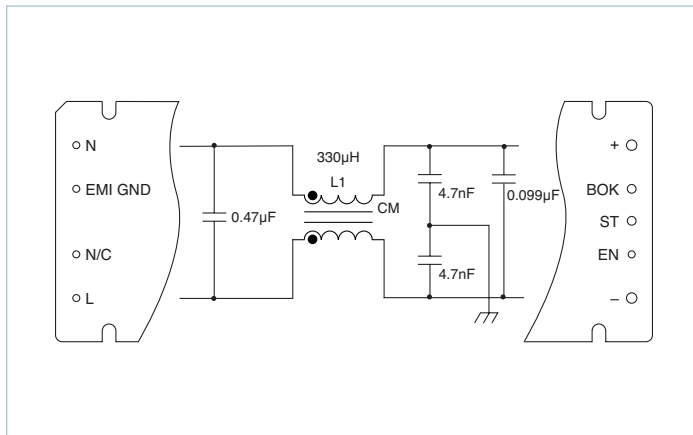 N
EMI GND
N/C
L
0.47µF
330µH
L1
CM
4.7nF
4.7nF
0.099µF
+
BOK
ST
EN
–